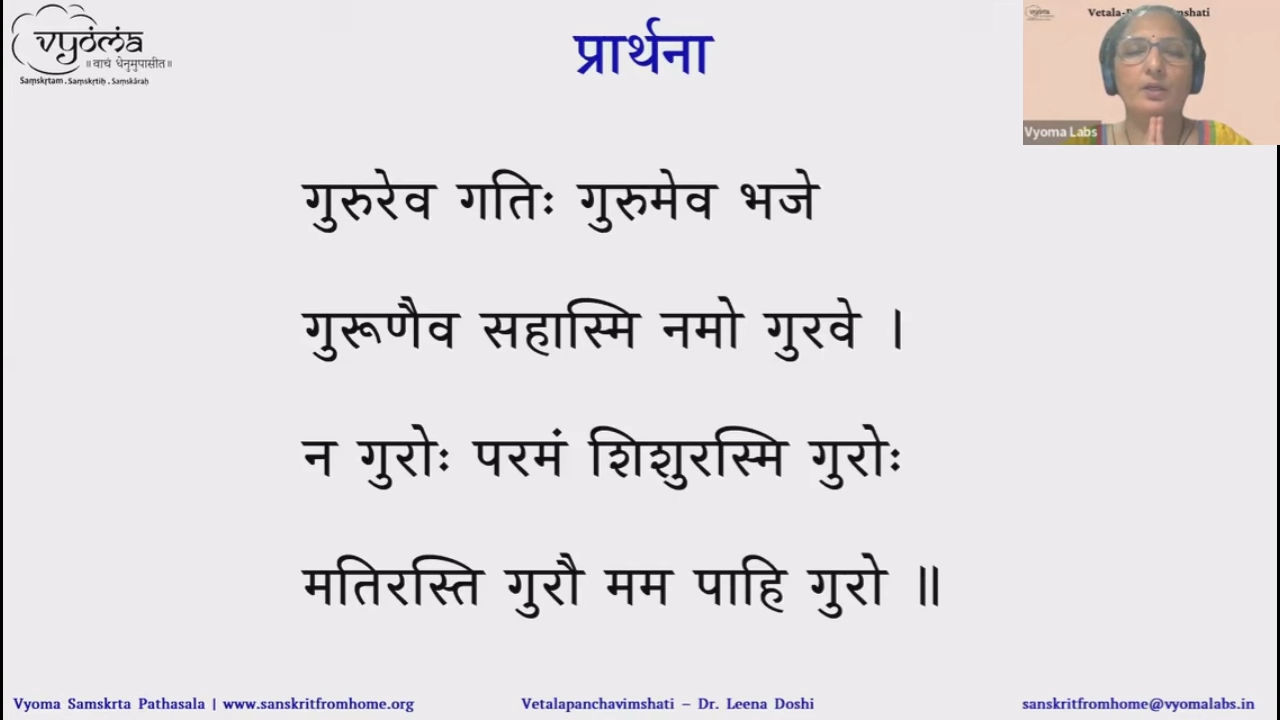 vyoma
॥ वाचं धेनुमुपासीत॥
Saṃskṛtam . Saṃskṛtiḥ . Saṃskāraḥ
प्रार्थना
Vyoma Labs
गुरुरेव गतिः गुरुमेव भजे
गुरूणैव सहास्मि नमो गुरवे ।
न गुरोः परमं शिशुरस्मि गुरोः
मतिरस्ति गुरौ मम पाहि गुरो ॥
Vyoma Samskrta Pathasala | www.sanskritfromhome.org
Vetalapanchavimshati – Dr. Leena Doshi
sanskritfromhome@vyomalabs.in